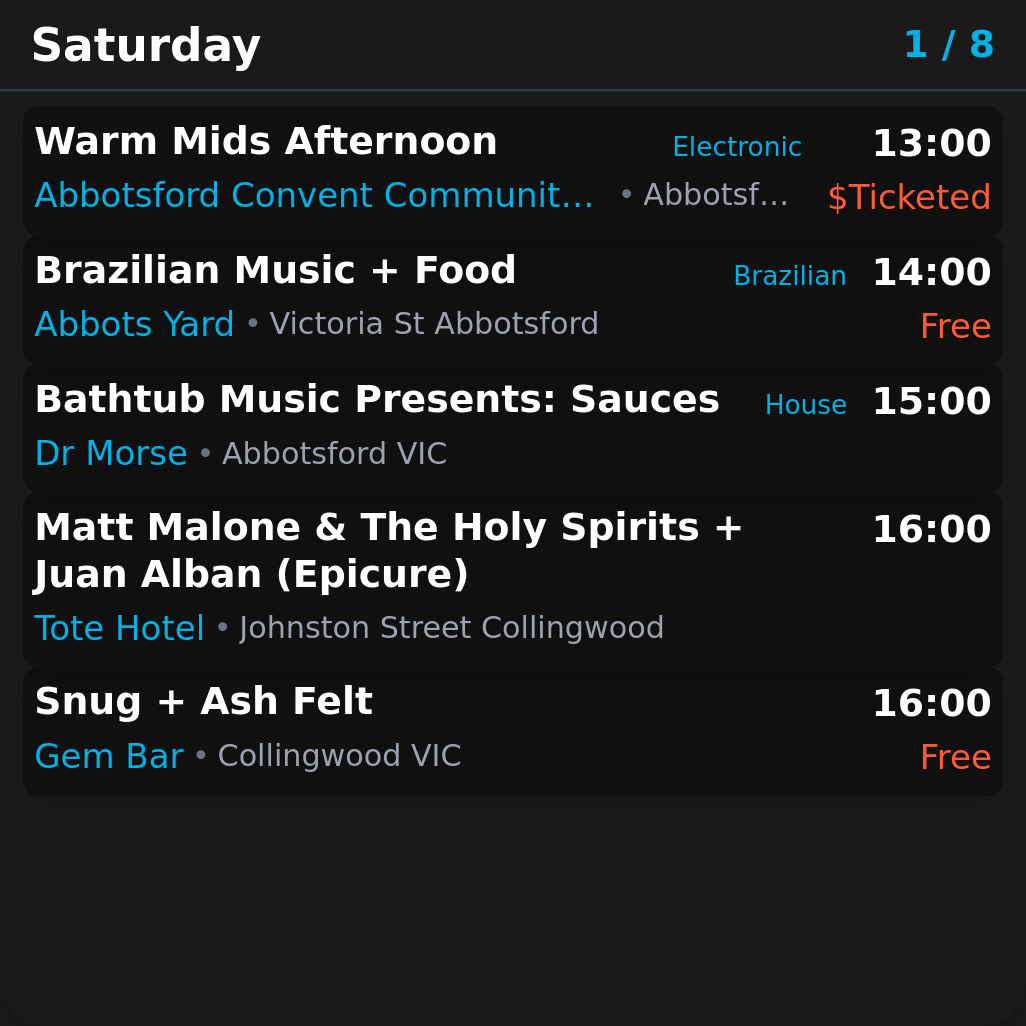 Saturday 1 / 8
Warm Mids Afternoon Electronic 13:00
Abbotsford Convent Communit... • Abbotsf... $Ticketed
Brazilian Music + Food Brazilian 14:00
Abbots Yard • Victoria St Abbotsford Free
Bathtub Music Presents: Sauces House 15:00
Dr Morse • Abbotsford VIC
Matt Malone & The Holy Spirits + 16:00
Juan Alban (Epicure)
Tote Hotel • Johnston Street Collingwood
Snug + Ash Felt 16:00
Gem Bar • Collingwood VIC Free